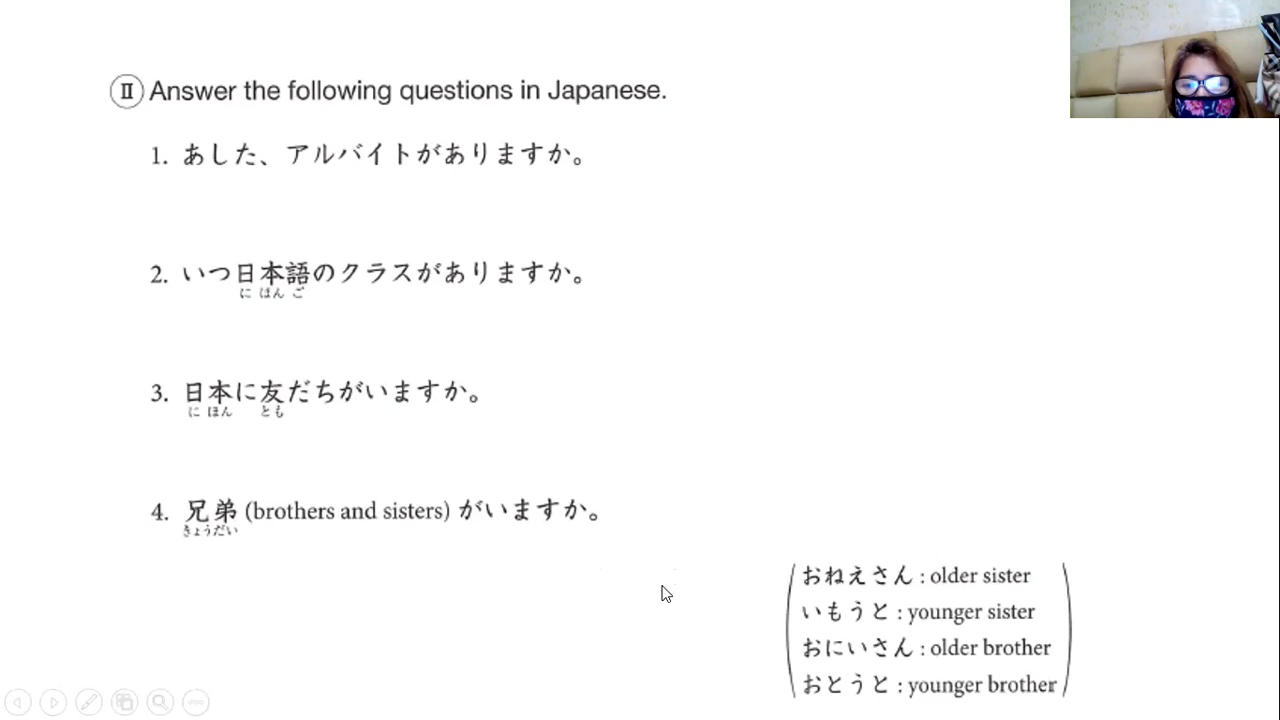 Ⅱ Answer the following questions in Japanese.
1. あした、アルバイトがありますか。
2. いつ日本語のクラスがありますか。
に ほん ご
3. 日本に友だちがいますか。
に ほん とも
4. 兄弟 (brothers and sisters) がいますか。
きょうだい
おねえさん : older sister
いもうと : younger sister
おにいさん : older brother
おとうと : younger brother